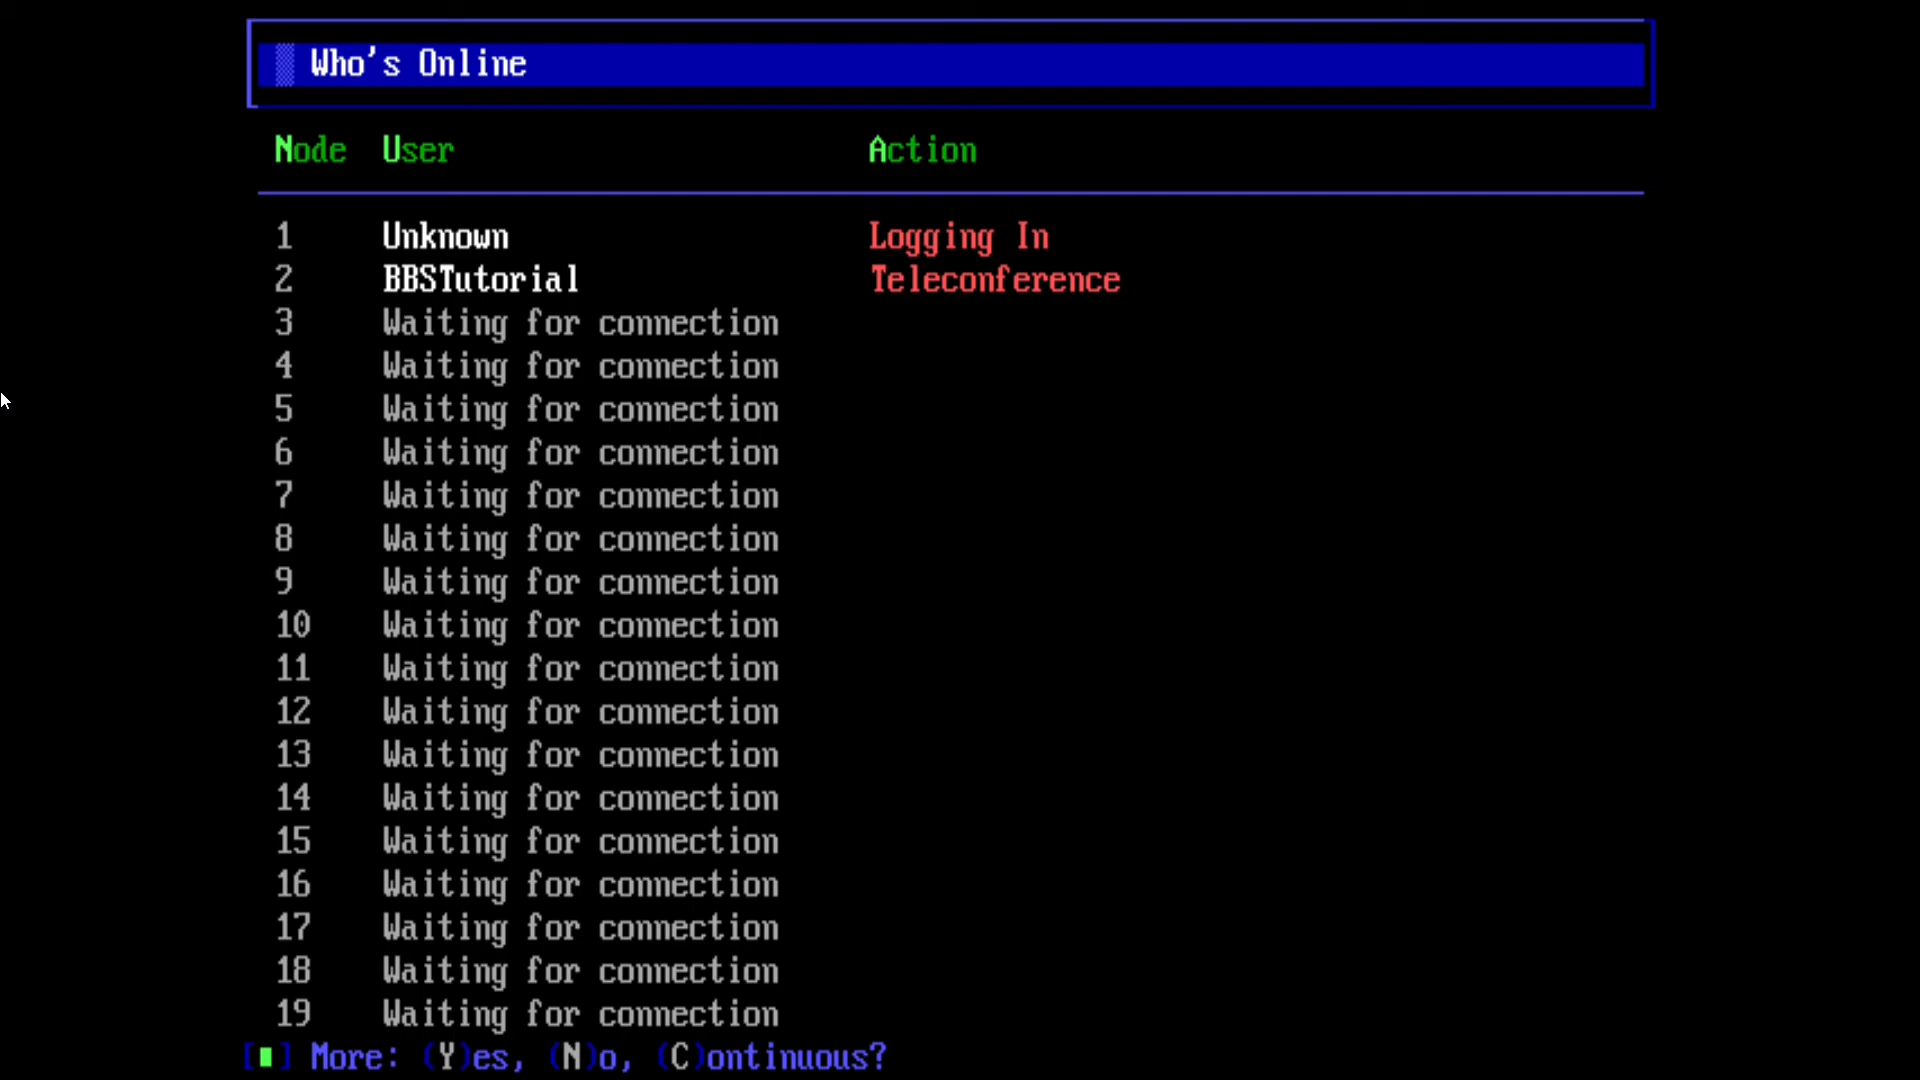 Who's Online
Node User Action
1 Unknown Logging In
2 BBSTutorial Teleconference
3 Waiting for connection
4 Waiting for connection
5 Waiting for connection
6 Waiting for connection
7 Waiting for connection
8 Waiting for connection
9 Waiting for connection
10 Waiting for connection
11 Waiting for connection
12 Waiting for connection
13 Waiting for connection
14 Waiting for connection
15 Waiting for connection
16 Waiting for connection
17 Waiting for connection
18 Waiting for connection
19 Waiting for connection
[■] More: (Y)es, (N)o, (C)ontinuous?